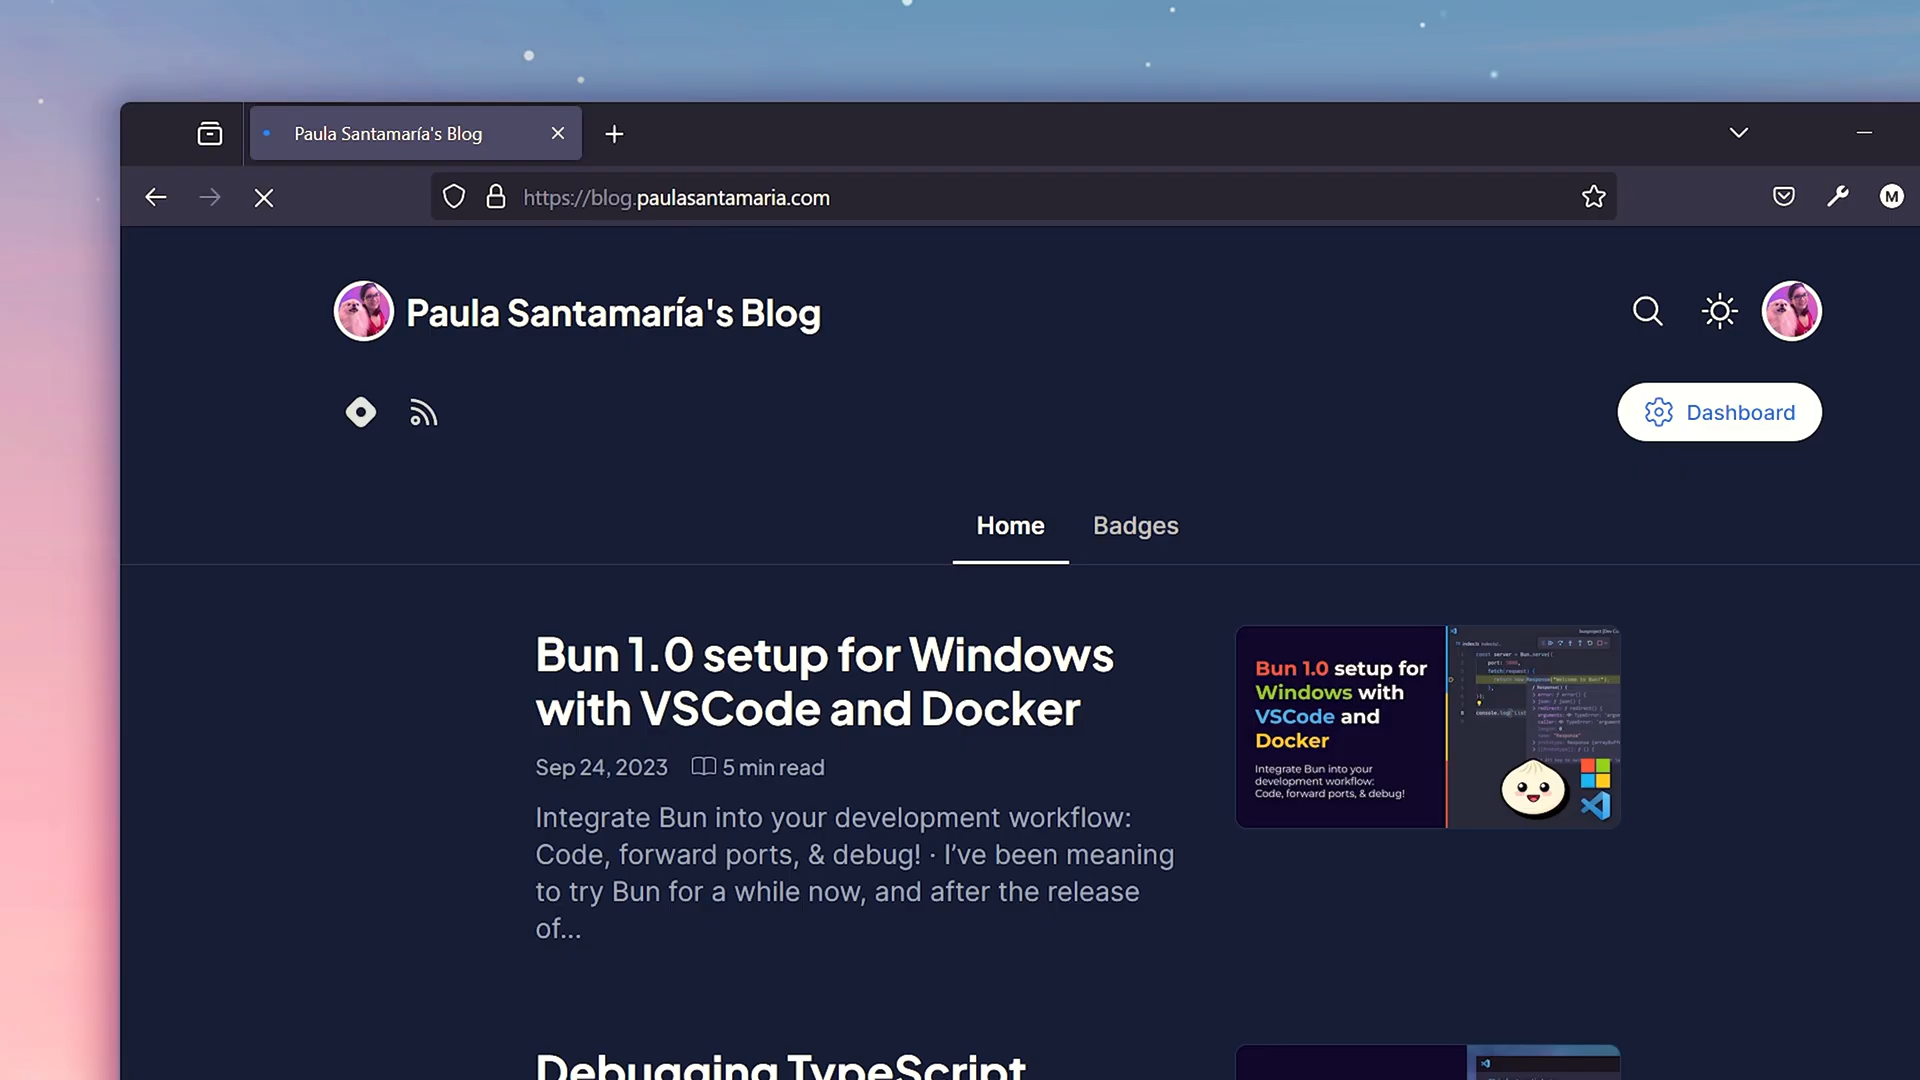 Paula Santamaría's Blog
https://blog.paulasantamaria.com
M
Paula Santamaría's Blog
Dashboard
Home
Badges
Bun 1.0 setup for Windows
with VSCode and Docker
Sep 24, 2023
5 min read
Integrate Bun into your development workflow:
Code, forward ports, & debug! · I’ve been meaning
to try Bun for a while now, and after the release
of...
Bun 1.0 setup for
Windows with
VSCode and
Docker
Integrate Bun into your
development workflow:
Code, forward ports, & debug!
Debugging TypeScript